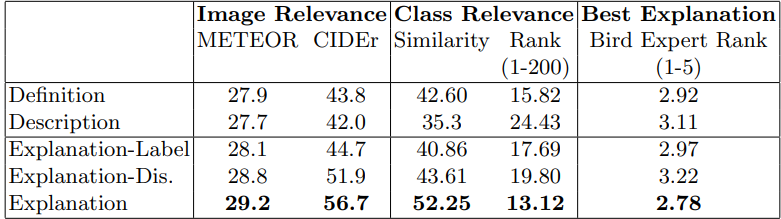 Image Relevance Class Relevance Best Explanation
METEOR CIDEr Similarity Rank Bird Expert Rank
(1-200) (1-5)
Definition 27.9 43.8 42.60 15.82 2.92
Description 27.7 42.0 35.3 24.43 3.11
Explanation-Label 28.1 44.7 40.86 17.69 2.97
Explanation-Dis. 28.8 51.9 43.61 19.80 3.22
Explanation 29.2 56.7 52.25 13.12 2.78